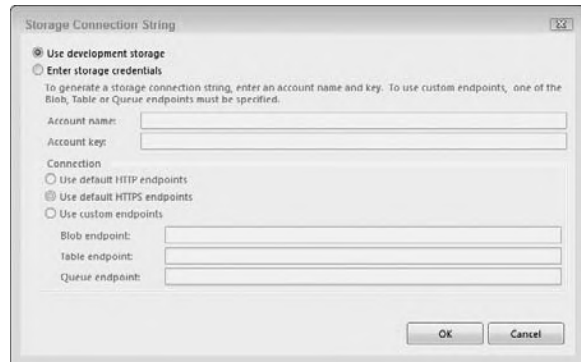 Storage Connection String
Use development storage
Enter storage credentials
To generate a storage connection string, enter an account name and key. To use custom endpoints, one of the
Blob, Table or Queue endpoints must be specified.
Account name:
Account key:
Connection
Use default HTTP endpoints
Use default HTTPS endpoints
Use custom endpoints
Blob endpoint:
Table endpoint:
Queue endpoint:
OK Cancel